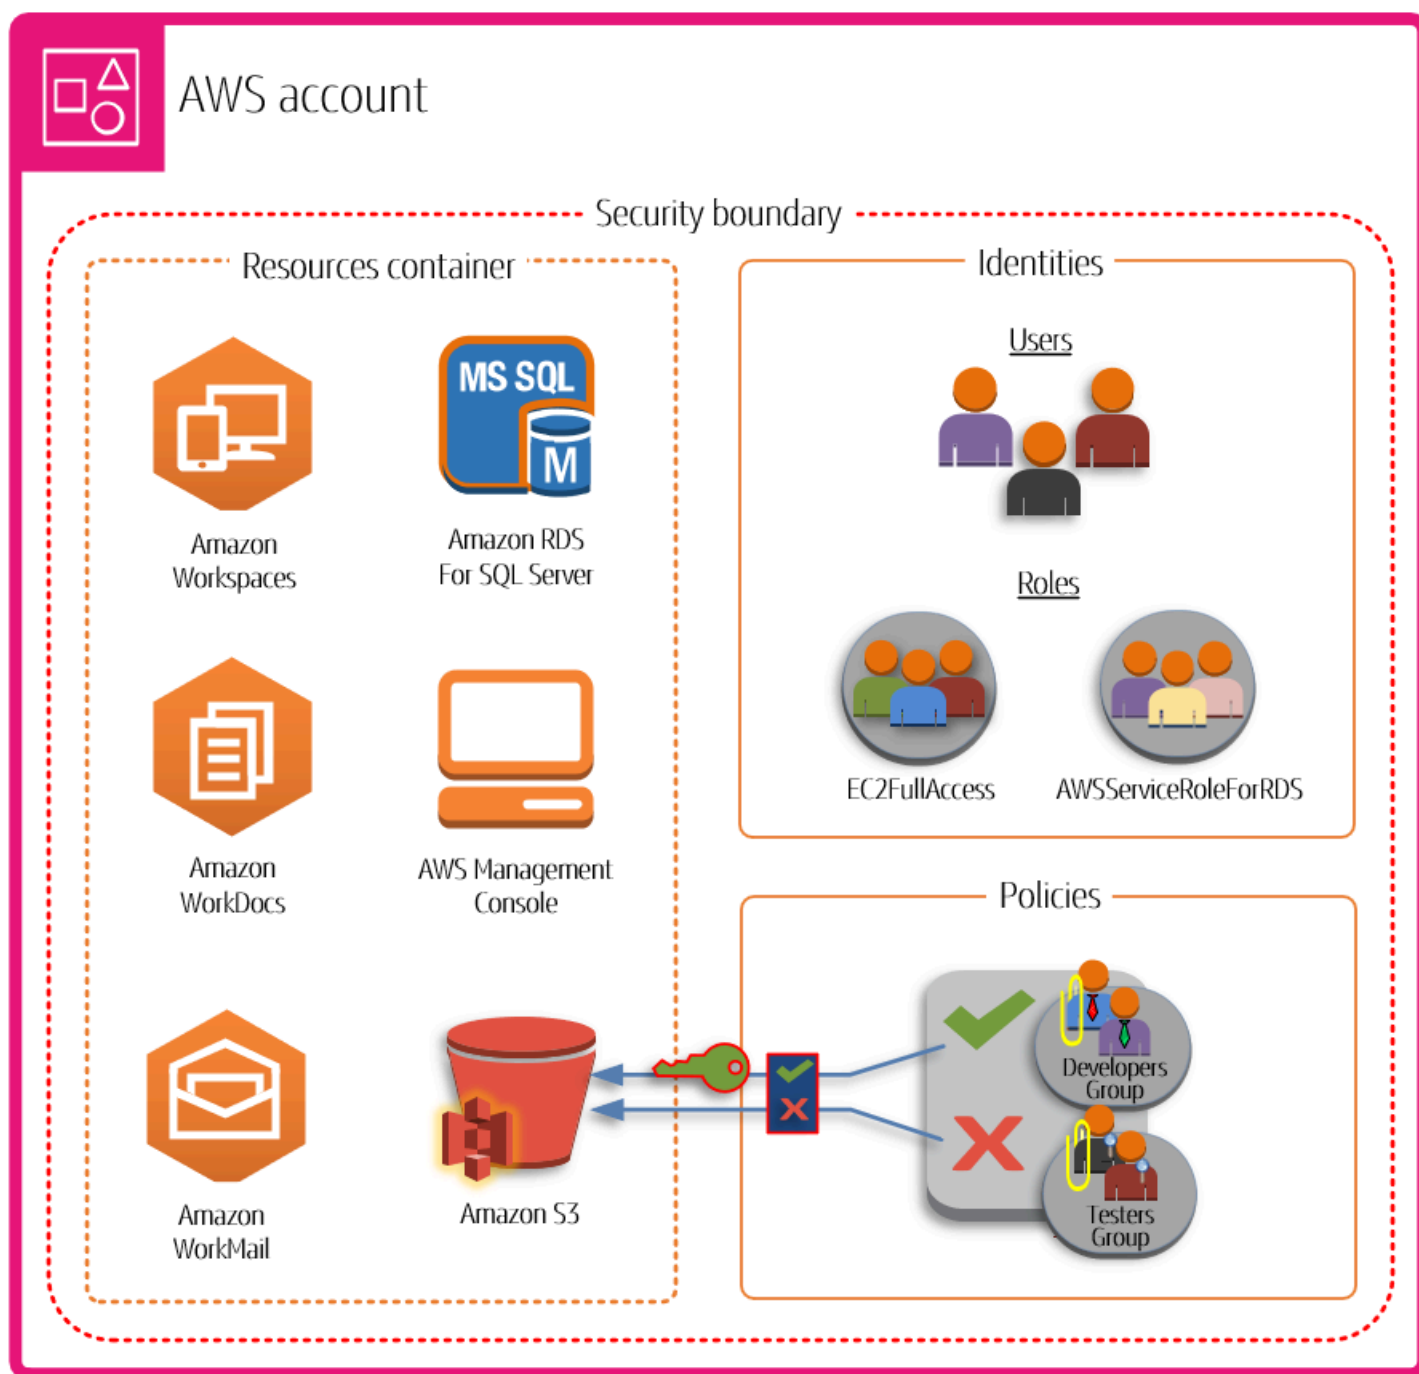 AWS account
Security boundary
Resources container
Amazon
Workspaces
MS SQL
M
Amazon RDS
For SQL Server
Amazon
WorkDocs
AWS Management
Console
Amazon
WorkMail
Amazon S3
Identities
Users
Roles
EC2FullAccess
AWSServiceRoleForRDS
Policies
Developers
Group
Testers
Group